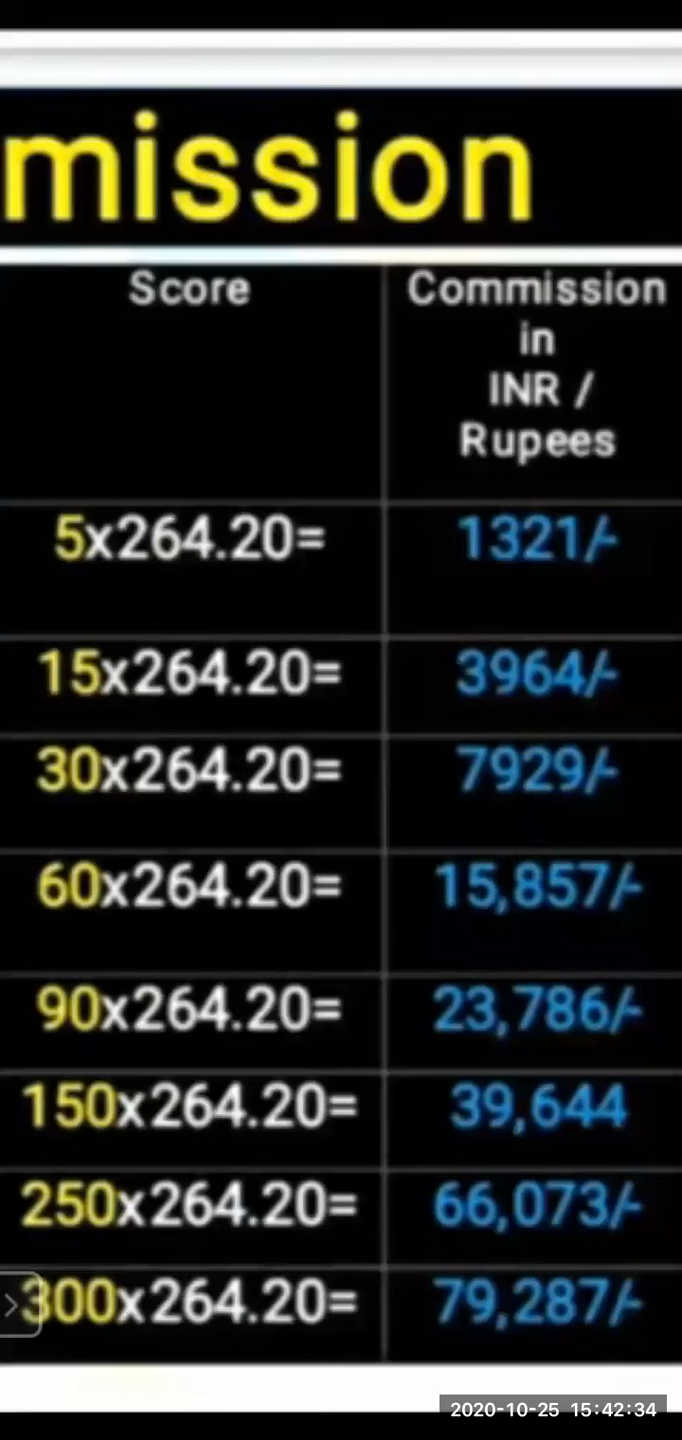 mission
Score
Commission
in
INR /
Rupees
5x264.20= 1321/-
15x264.20= 3964/-
30x264.20= 7929/-
60x264.20= 15,857/-
90x264.20= 23,786/-
150x264.20= 39,644
250x264.20= 66,073/-
300x264.20= 79,287/-
2020-10-25 15:42:34